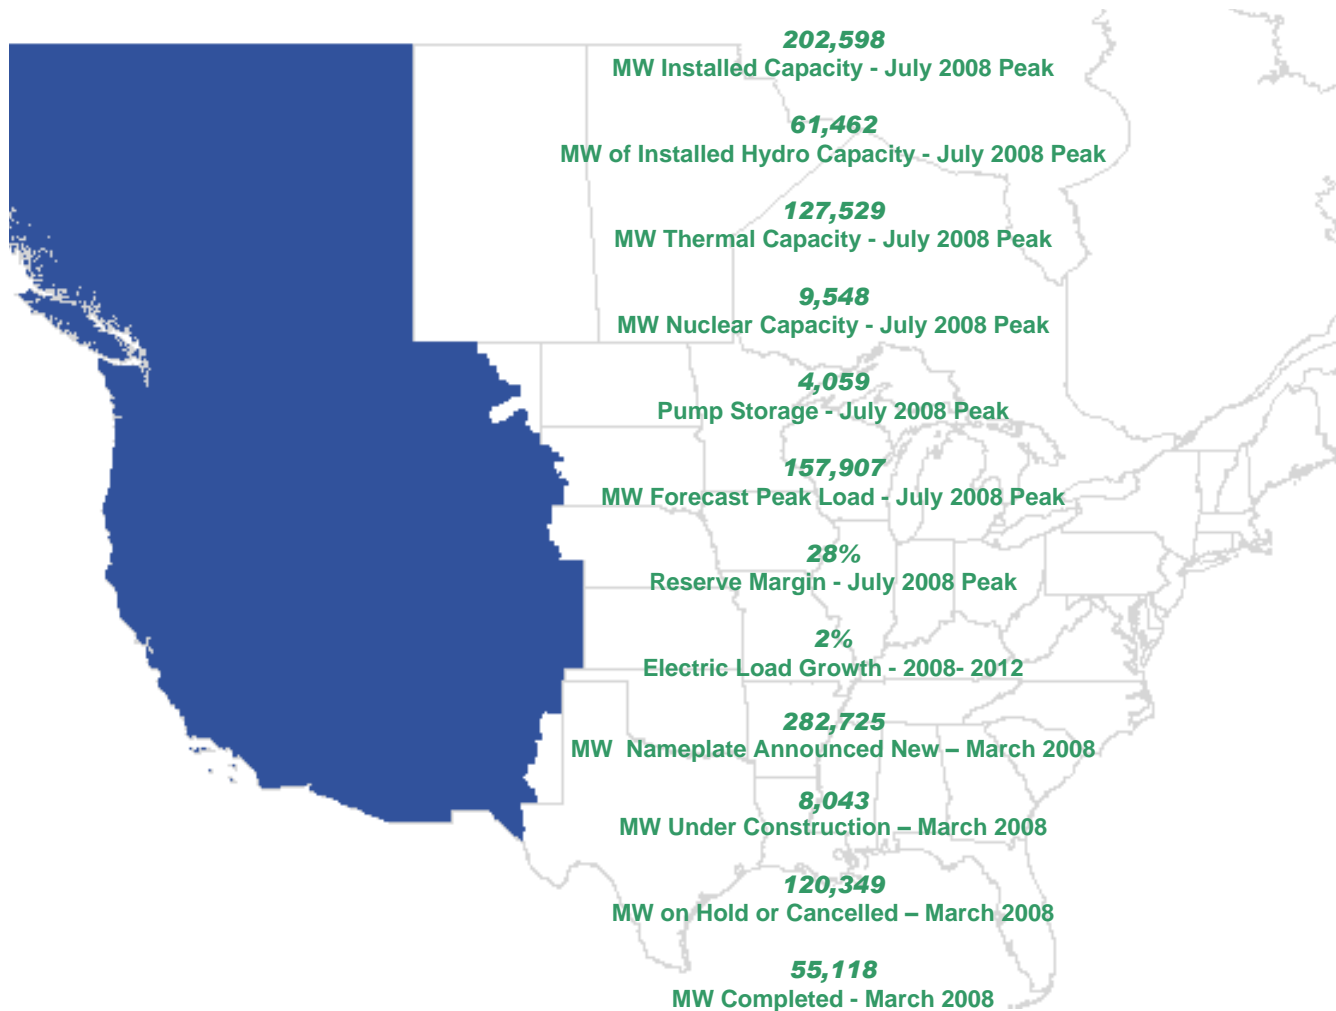 202,598
MW Installed Capacity - July 2008 Peak
61,462
MW of Installed Hydro Capacity - July 2008 Peak
127,529
MW Thermal Capacity - July 2008 Peak
9,548
MW Nuclear Capacity - July 2008 Peak
4,059
Pump Storage - July 2008 Peak
157,907
MW Forecast Peak Load - July 2008 Peak
28%
Reserve Margin - July 2008 Peak
2%
Electric Load Growth - 2008- 2012
282,725
MW  Nameplate Announced New – March 2008
8,043
MW Under Construction – March 2008
120,349
MW on Hold or Cancelled – March 2008
55,118
MW Completed - March 2008